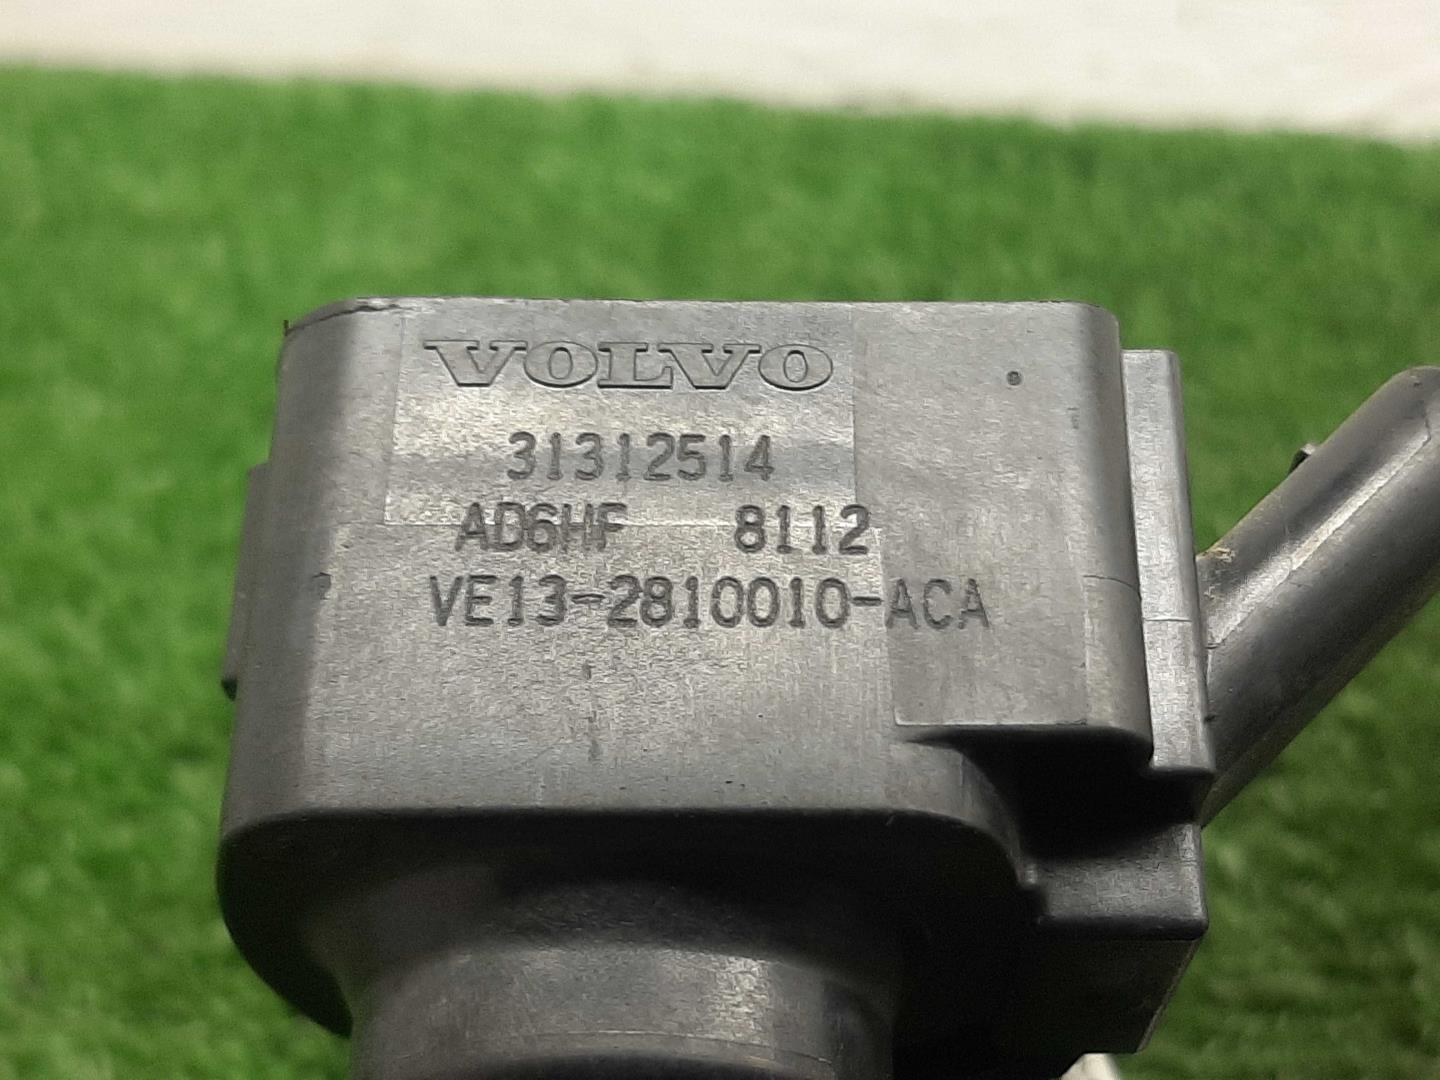 VOLVO
31312514
AD6HF 8112
VE13-2810010-ACA